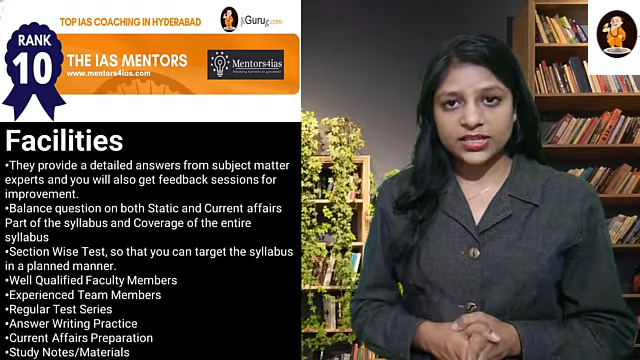 TOP IAS COACHING IN HYDERABAD
JiGuruG.com
RANK
10
THE IAS MENTORS
www.mentors4ias.com
Mentors4ias
Facilities
•They provide a detailed answers from subject matter
experts and you will also get feedback sessions for
improvement.
•Balance question on both Static and Current affairs
Part of the syllabus and Coverage of the entire
syllabus
•Section Wise Test, so that you can target the syllabus
in a planned manner.
•Well Qualified Faculty Members
•Experienced Team Members
•Regular Test Series
•Answer Writing Practice
•Current Affairs Preparation
•Study Notes/Materials